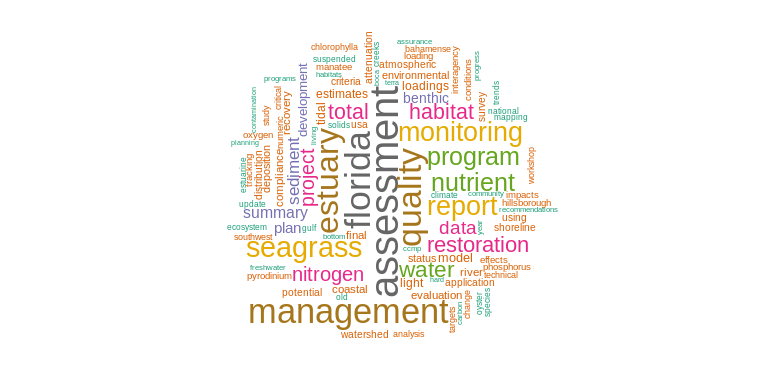 assurance
chlorophylla
attenuation
creeks
bahamense
interagency
progress
suspended
loading
manatee
atmospheric
habitats
conditions
programs
criteria
environmental
terra
boca
development
critical
estimates
loadings
trends
contamination
recovery
tidal
total
assessment
benthic
habitat
survey
national
mapping
study
numeric
solids
usa
monitoring
oxygen
living
florida
planning
compliance
sediment
project
estuary
quality
program
workshop
estuarine
tracking
distribution
deposition
nutrient
climate
community
impacts
update
report
hillsborough
recommendations
summary
using
ecosystem
plan
gulf
data
year
shoreline
southwest
bottom
final
seagrass
ccmp
restoration
status
model
effects
freshwater
water
river
phosphorus
pyrodinium
nitrogen
hard
technical
light
application
potential
coastal
old
evaluation
carbon
change
oyster
species
management
targets
watershed
analysis